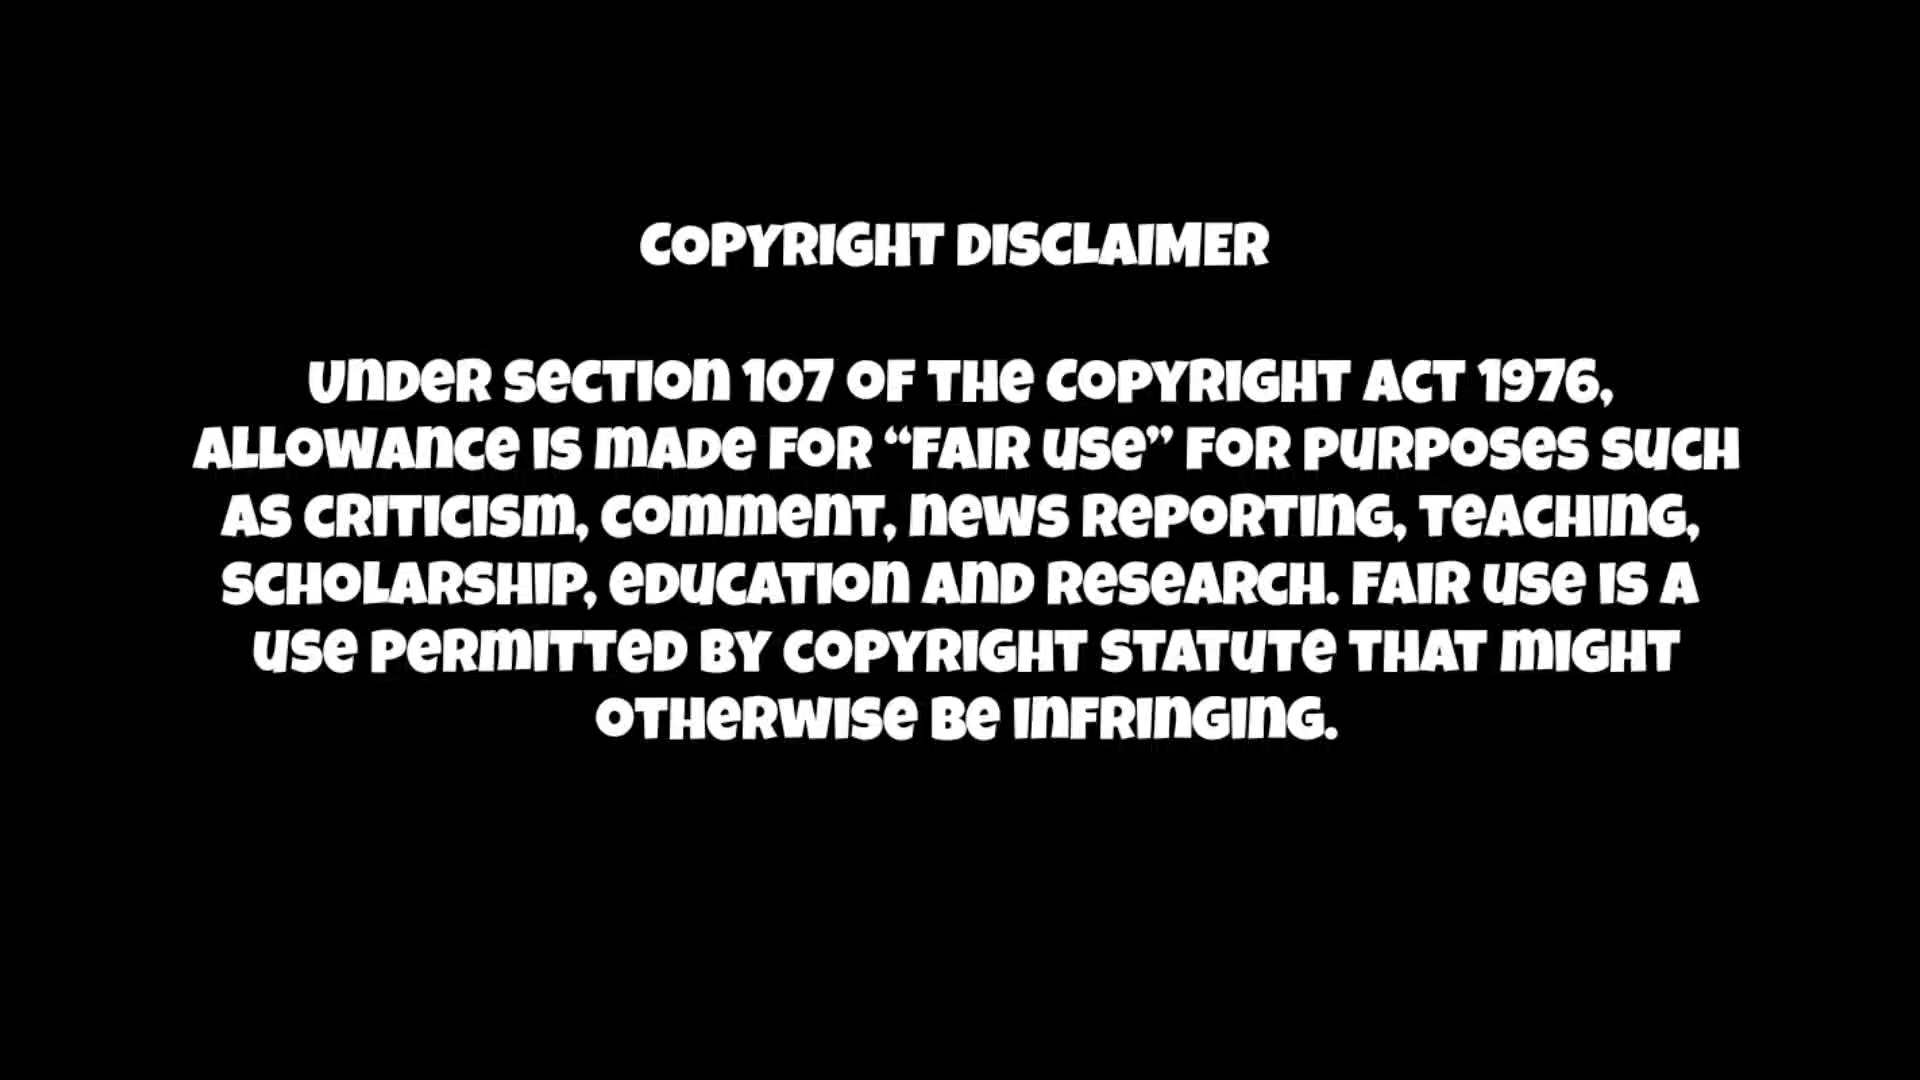 COPYRIGHT DISCLAIMER
UNDER SECTION 107 OF THE COPYRIGHT ACT 1976,
ALLOWANCE IS MADE FOR “FAIR USE” FOR PURPOSES SUCH
AS CRITICISM, COMMENT, NEWS REPORTING, TEACHING,
SCHOLARSHIP, EDUCATION AND RESEARCH. FAIR USE IS A
USE PERMITTED BY COPYRIGHT STATUTE THAT MIGHT
OTHERWISE BE INFRINGING.